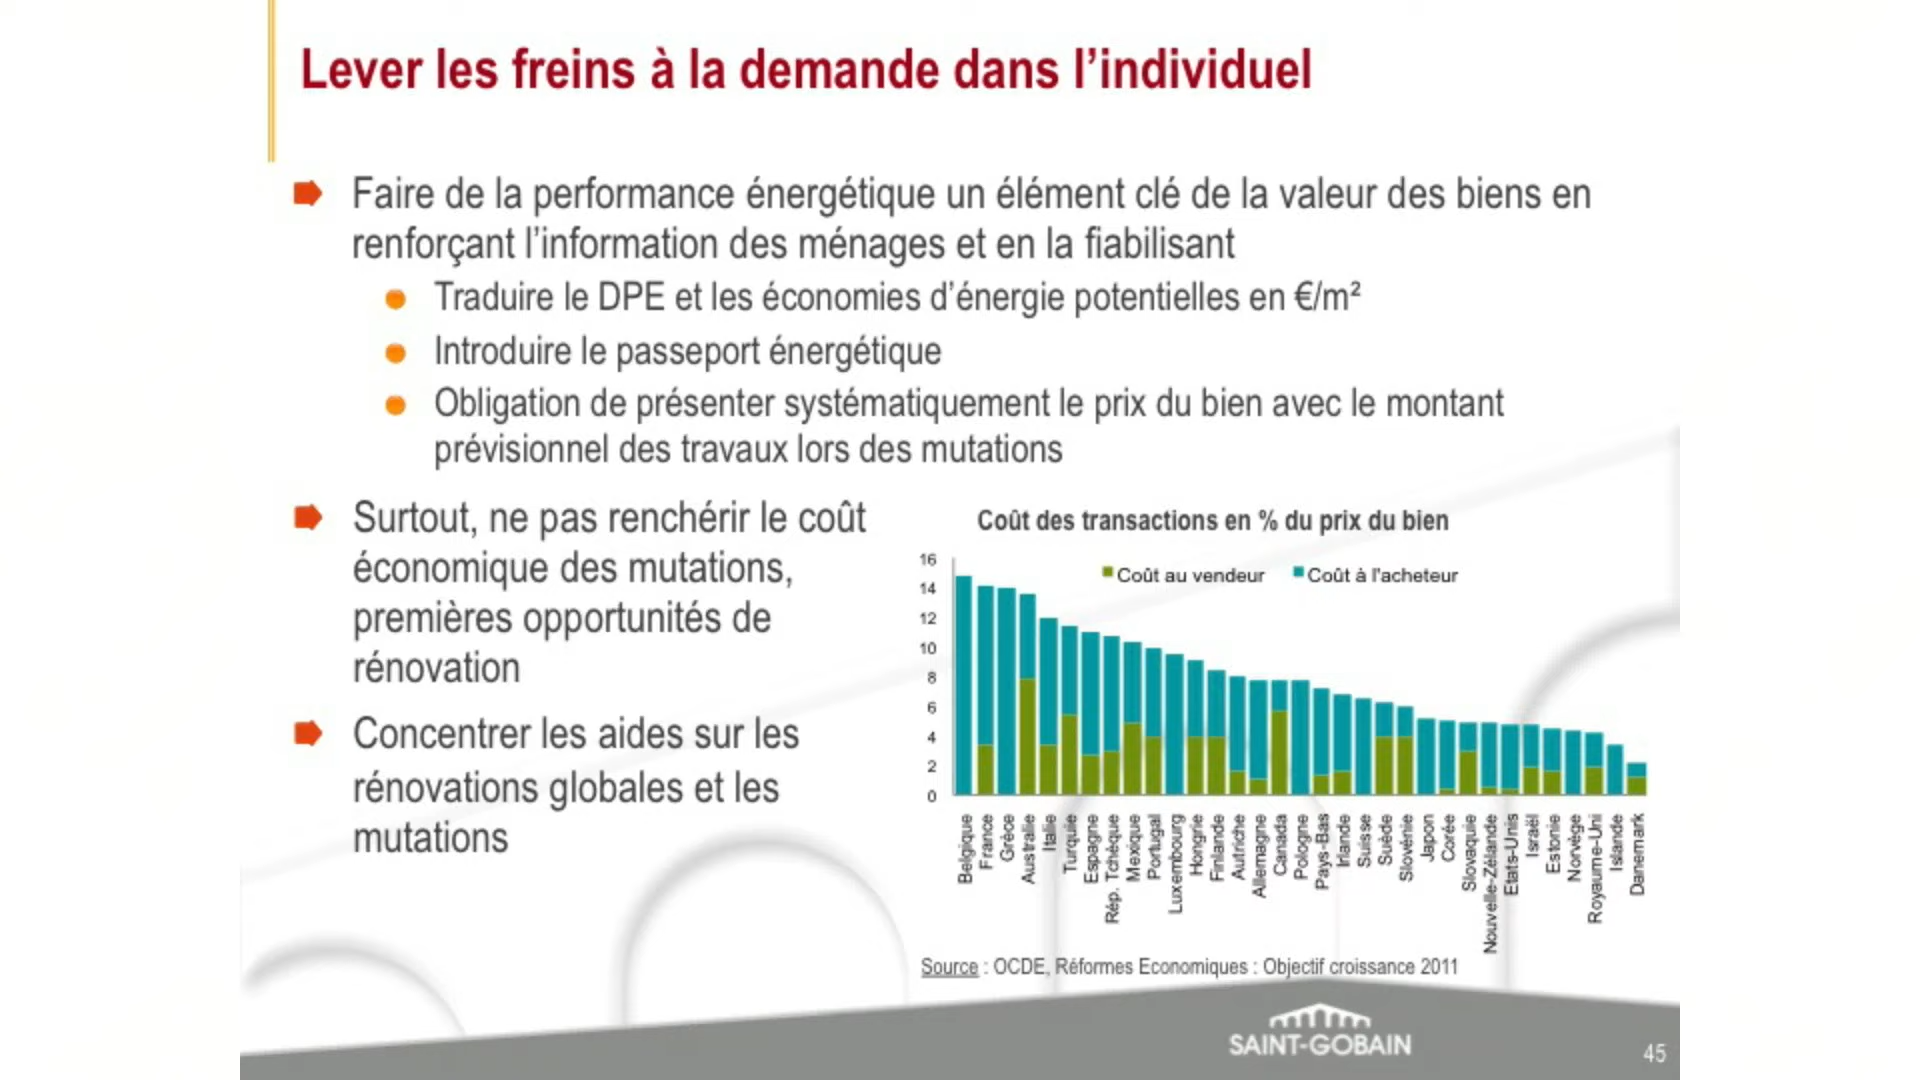 Lever les freins à la demande dans l’individuel
Faire de la performance énergétique un élément clé de la valeur des biens en
renforçant l’information des ménages et en la fiabilisant
Traduire le DPE et les économies d’énergie potentielles en €/m²
Introduire le passeport énergétique
Obligation de présenter systématiquement le prix du bien avec le montant
prévisionnel des travaux lors des mutations
Surtout, ne pas renchérir le coût
économique des mutations,
premières opportunités de
rénovation
Concentrer les aides sur les
rénovations globales et les
mutations
Coût des transactions en % du prix du bien
Coût au vendeur
Coût à l'acheteur
16
14
12
10
8
6
4
2
0
Belgique
France
Grèce
Australie
Italie
Turquie
Espagne
Rép. Tchèque
Mexique
Portugal
Luxembourg
Hongrie
Finlande
Autriche
Allemagne
Canada
Pologne
Pays-Bas
Irlande
Suisse
Suède
Slovénie
Japon
Corée
Slovaquie
Nouvelle-Zélande
Etats-Unis
Israël
Estonie
Norvège
Royaume-Uni
Islande
Danemark
Source : OCDE, Réformes Economiques : Objectif croissance 2011
SAINT-GOBAIN
45